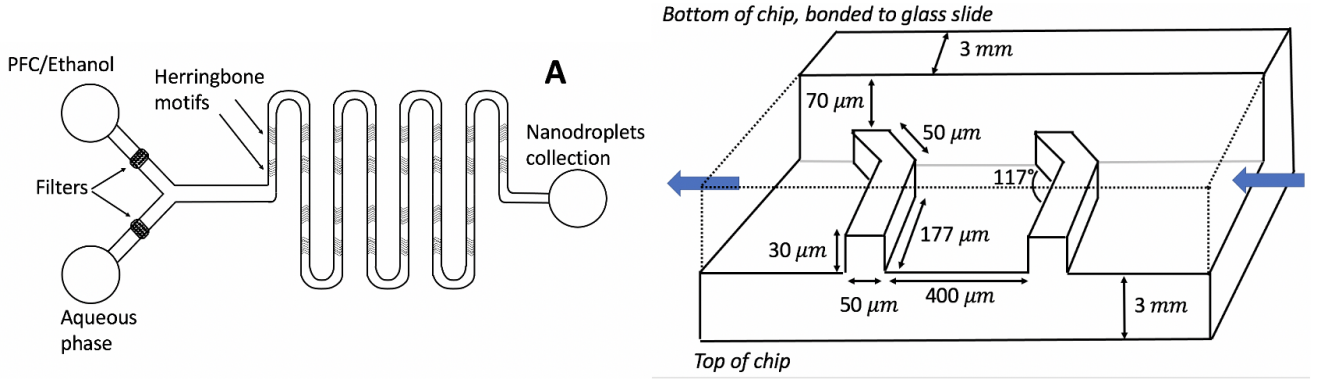 PFC/Ethanol
Herringbone
motifs
A
Nanodroplets
collection
Filters
Aqueous
phase
Bottom of chip, bonded to glass slide
3 mm
70 µm
50 µm
117°
177 µm
30 µm
50 µm
400 µm
3 mm
Top of chip